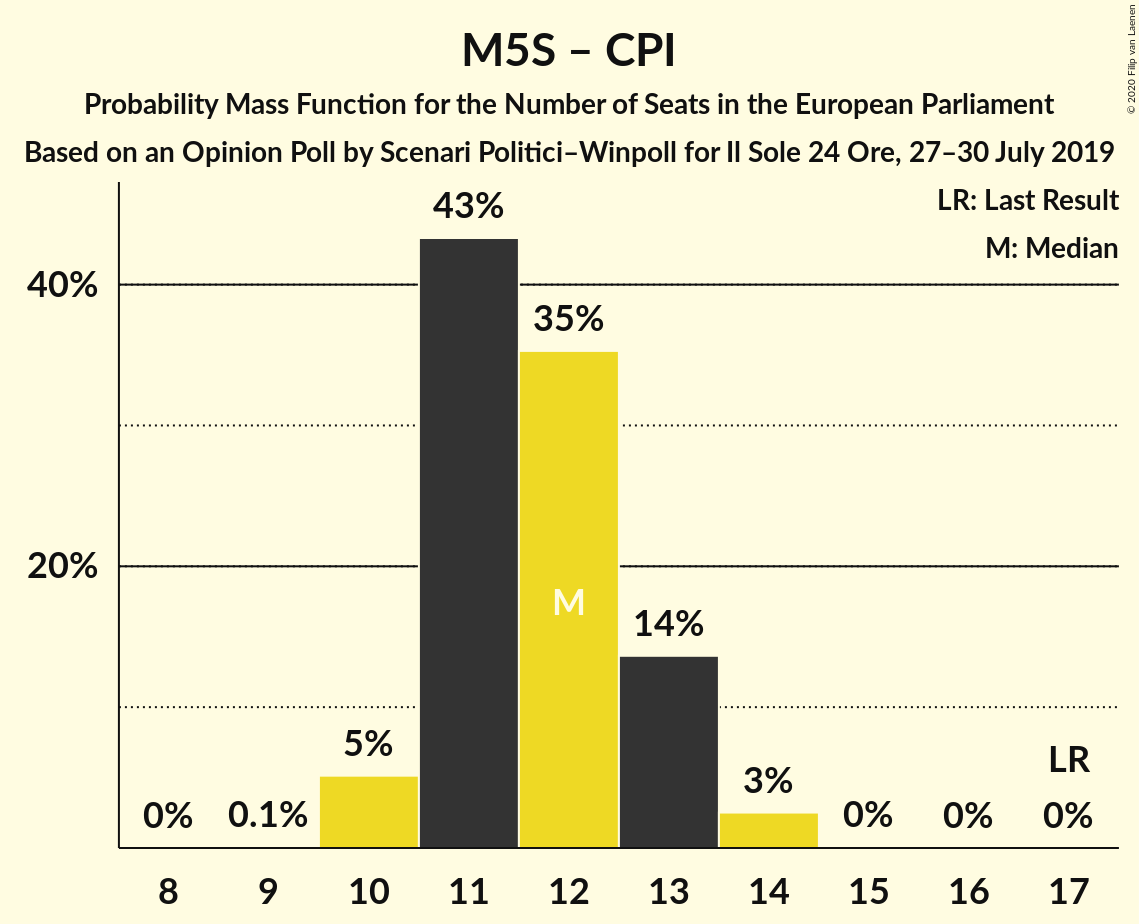 M5S – CPI
Probability Mass Function for the Number of Seats in the European Parliament
Based on an Opinion Poll by Scenari Politici–Winpoll for Il Sole 24 Ore, 27–30 July 2019
© 2020 Filip van Laenen
LR: Last Result
M: Median
43%
40%
35%
20%
M
14%
5%
3%
LR
0%
0.1%
0%
0%
0%
8 9 10 11 12 13 14 15 16 17